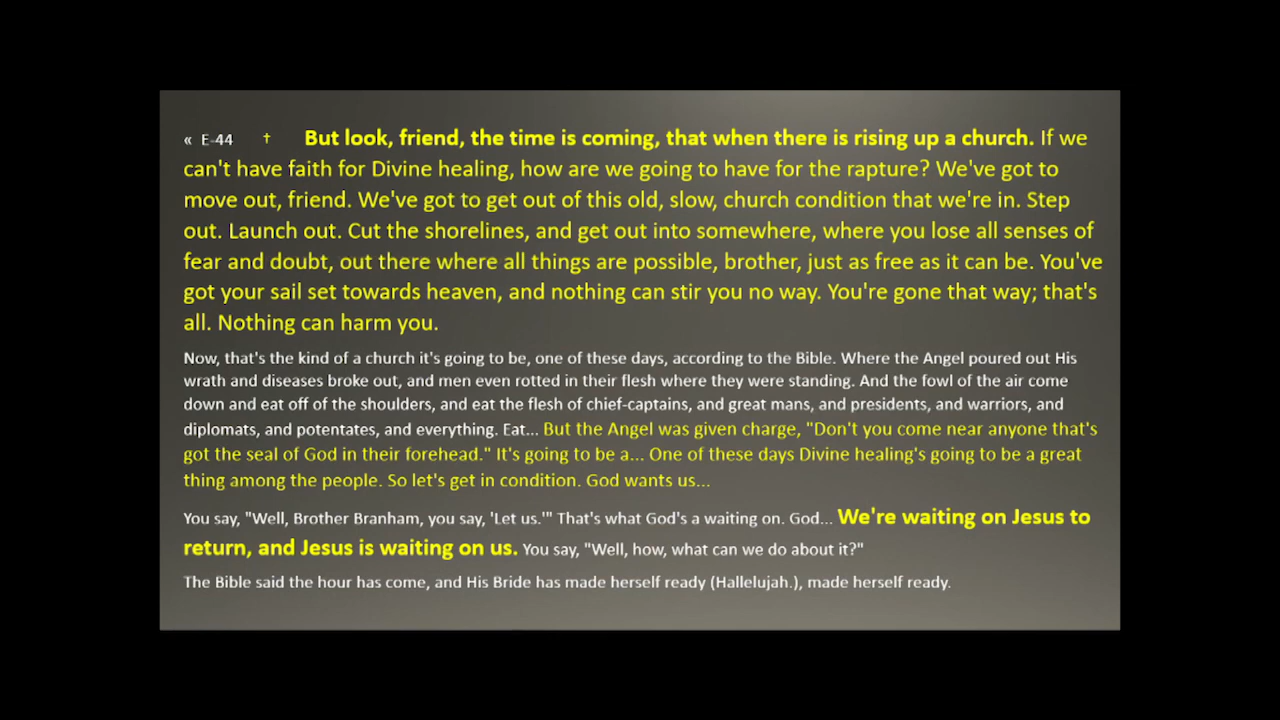 « E-44 † But look, friend, the time is coming, that when there is rising up a church. If we
can't have faith for Divine healing, how are we going to have for the rapture? We've got to
move out, friend. We've got to get out of this old, slow, church condition that we're in. Step
out. Launch out. Cut the shorelines, and get out into somewhere, where you lose all senses of
fear and doubt, out there where all things are possible, brother, just as free as it can be. You've
got your sail set towards heaven, and nothing can stir you no way. You're gone that way; that's
all. Nothing can harm you.
Now, that's the kind of a church it's going to be, one of these days, according to the Bible. Where the Angel poured out His
wrath and diseases broke out, and men even rotted in their flesh where they were standing. And the fowl of the air come
down and eat off of the shoulders, and eat the flesh of chief-captains, and great mans, and presidents, and warriors, and
diplomats, and potentates, and everything. Eat... But the Angel was given charge, "Don't you come near anyone that's
got the seal of God in their forehead." It's going to be a... One of these days Divine healing's going to be a great
thing among the people. So let's get in condition. God wants us...
You say, "Well, Brother Branham, you say, 'Let us.'" That's what God's a waiting on. God... We're waiting on Jesus to
return, and Jesus is waiting on us. You say, "Well, how, what can we do about it?"
The Bible said the hour has come, and His Bride has made herself ready (Hallelujah.), made herself ready.